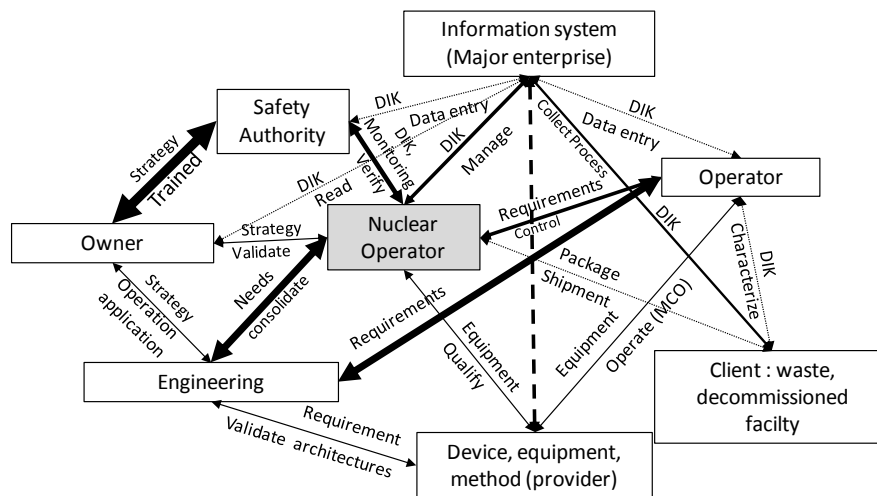 Information system
(Major enterprise)
Safety
Authority
DIK
Data entry
DIK
Data entry
Strategy
Trained
DIK,
Monitoring
Verify
DIK
Manage
Collect Process
DIK
DIK
Read
Operator
Requirements
Control
Owner
Strategy
Validate
Nuclear
Operator
DIK
Characterize
Package
Shipment
Strategy
Operation
application
Needs
consolidate
Requirements
Equipment
Qualify
Equipment
Operate (MCO)
Engineering
Client : waste,
decommissioned
facilty
Requirement
Validate architectures
Device, equipment,
method (provider)